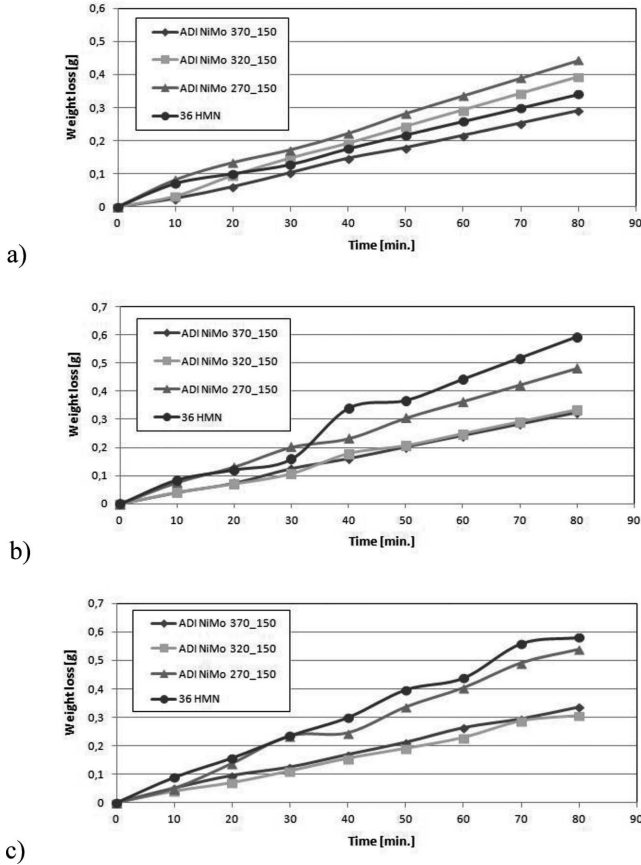 0,6
0,5
0,4
0,3
0,2
0,1
0
Weight loss [g]
ADI NiMo 370_150
ADI NiMo 320_150
ADI NiMo 270_150
36 HMN
0 10 20 30 40 50 60 70 80 90
Time [min.]
a)
0,7
0,6
0,5
0,4
0,3
0,2
0,1
0
Weight loss [g]
ADI NiMo 370_150
ADI NiMo 320_150
ADI NiMo 270_150
36 HMN
0 10 20 30 40 50 60 70 80 90
Time [min.]
b)
0,7
0,6
0,5
0,4
0,3
0,2
0,1
0
Weight loss [g]
ADI NiMo 370_150
ADI NiMo 320_150
ADI NiMo 270_150
36 HMN
0 10 20 30 40 50 60 70 80 90
Time [min.]
c)